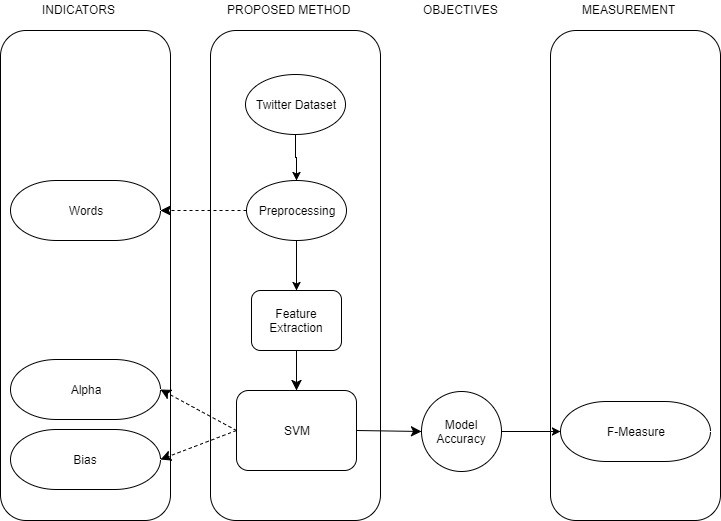 INDICATORS
PROPOSED METHOD
OBJECTIVES
MEASUREMENT
Twitter Dataset
Words
Preprocessing
Feature
Extraction
Alpha
SVM
Model
Accuracy
F-Measure
Bias